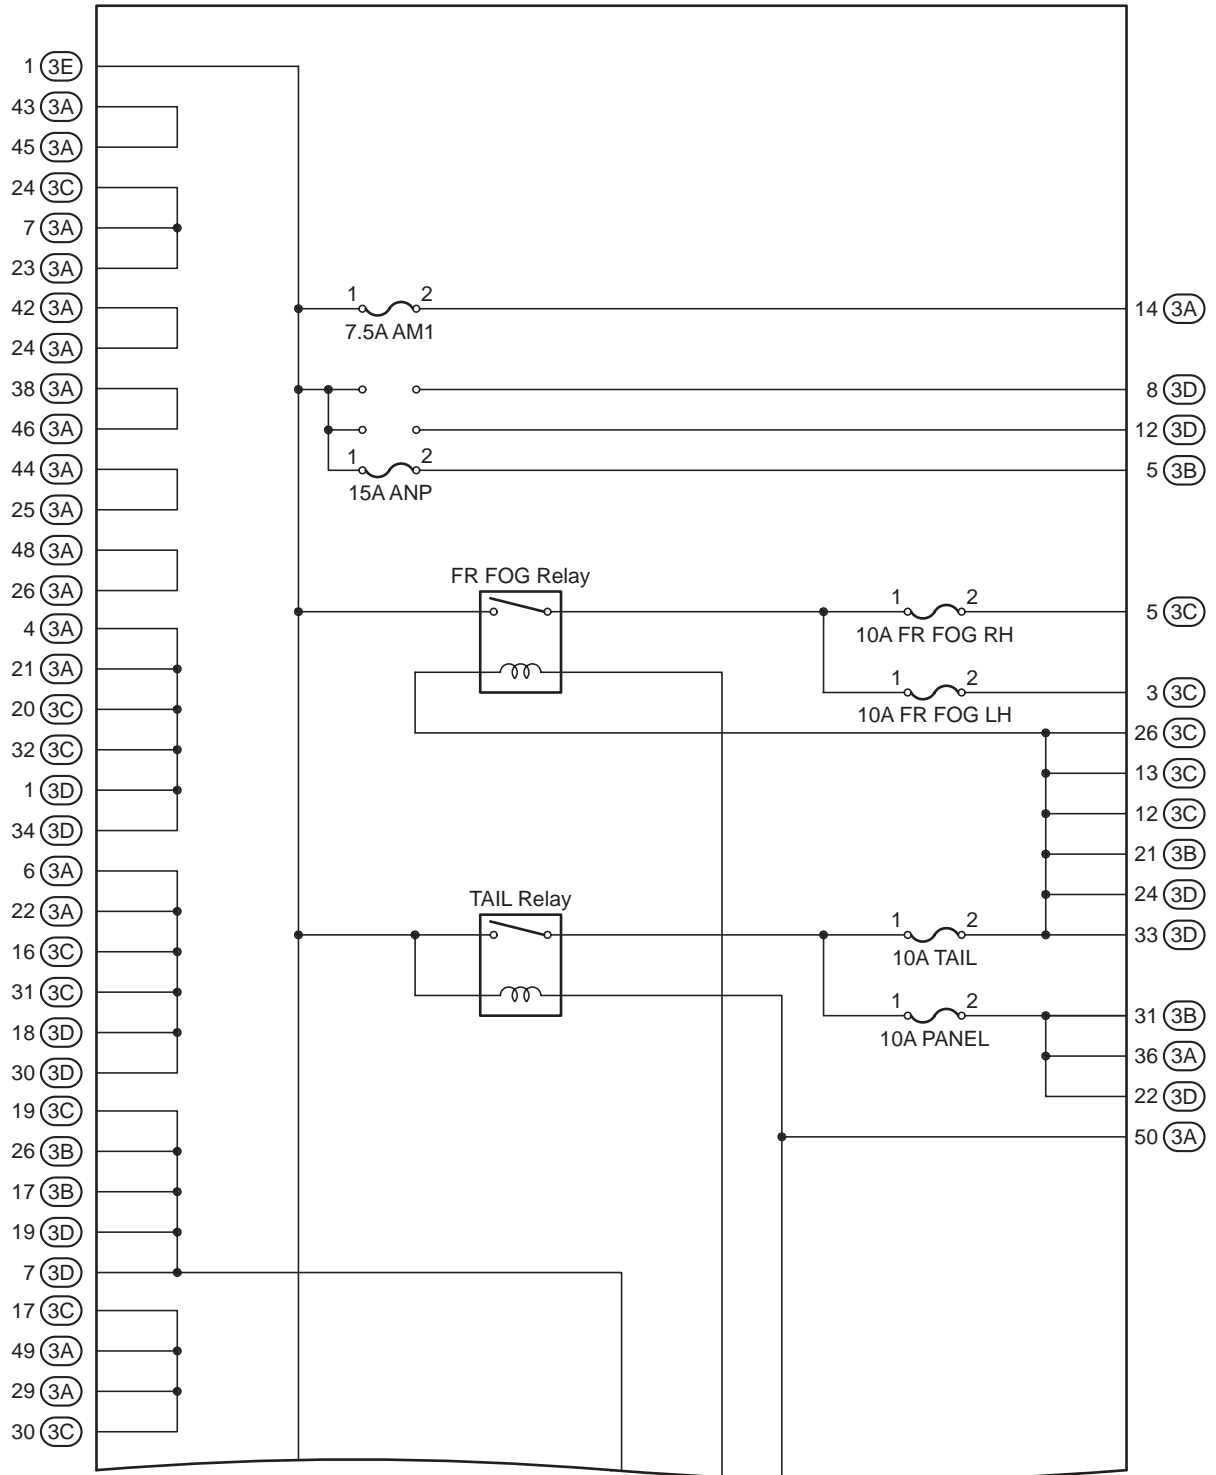 1 3E
43 3A
45 3A
24 3C
7 3A
23 3A
42 3A
24 3A
38 3A
46 3A
44 3A
25 3A
48 3A
26 3A
4 3A
21 3A
20 3C
32 3C
1 3D
34 3D
6 3A
22 3A
16 3C
31 3C
18 3D
30 3D
19 3C
26 3B
17 3B
19 3D
7 3D
17 3C
49 3A
29 3A
30 3C
1 2
7.5A AM1
1 2
15A ANP
FR FOG Relay
1 2
10A FR FOG RH
1 2
10A FR FOG LH
TAIL Relay
1 2
10A TAIL
1 2
10A PANEL
14 3A
8 3D
12 3D
5 3B
5 3C
3 3C
26 3C
13 3C
12 3C
21 3B
24 3D
33 3D
31 3B
36 3A
22 3D
50 3A